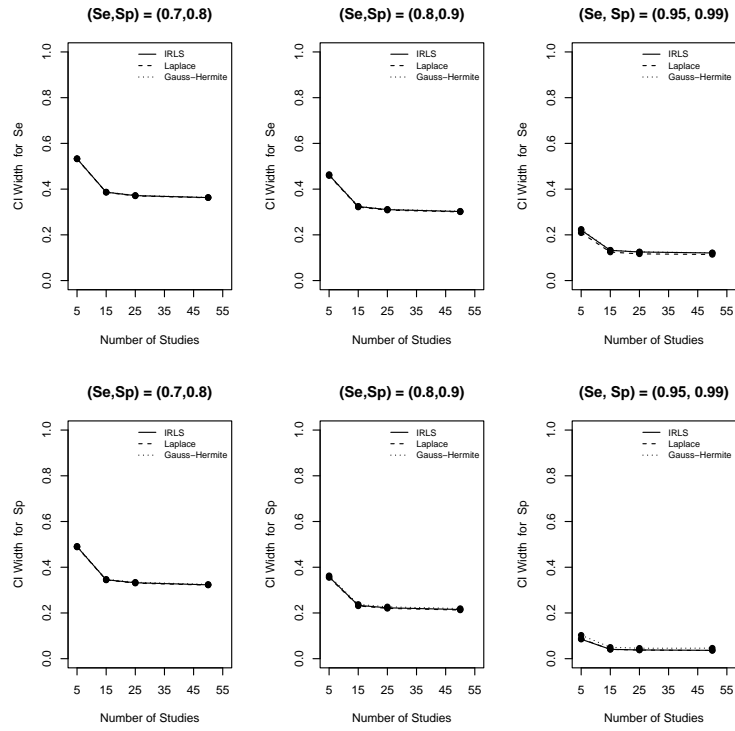 (Se,Sp) = (0.7,0.8)
CI Width for Se
1.0
0.8
0.6
0.4
0.2
0.0
IRLS
Laplace
Gauss−Hermite
5 15 25 35 45 55
Number of Studies
(Se,Sp) = (0.8,0.9)
CI Width for Se
1.0
0.8
0.6
0.4
0.2
0.0
IRLS
Laplace
Gauss−Hermite
5 15 25 35 45 55
Number of Studies
(Se, Sp) = (0.95, 0.99)
CI Width for Se
1.0
0.8
0.6
0.4
0.2
0.0
IRLS
Laplace
Gauss−Hermite
5 15 25 35 45 55
Number of Studies
(Se,Sp) = (0.7,0.8)
CI Width for Sp
1.0
0.8
0.6
0.4
0.2
0.0
IRLS
Laplace
Gauss−Hermite
5 15 25 35 45 55
Number of Studies
(Se,Sp) = (0.8,0.9)
CI Width for Sp
1.0
0.8
0.6
0.4
0.2
0.0
IRLS
Laplace
Gauss−Hermite
5 15 25 35 45 55
Number of Studies
(Se, Sp) = (0.95, 0.99)
CI Width for Sp
1.0
0.8
0.6
0.4
0.2
0.0
IRLS
Laplace
Gauss−Hermite
5 15 25 35 45 55
Number of Studies